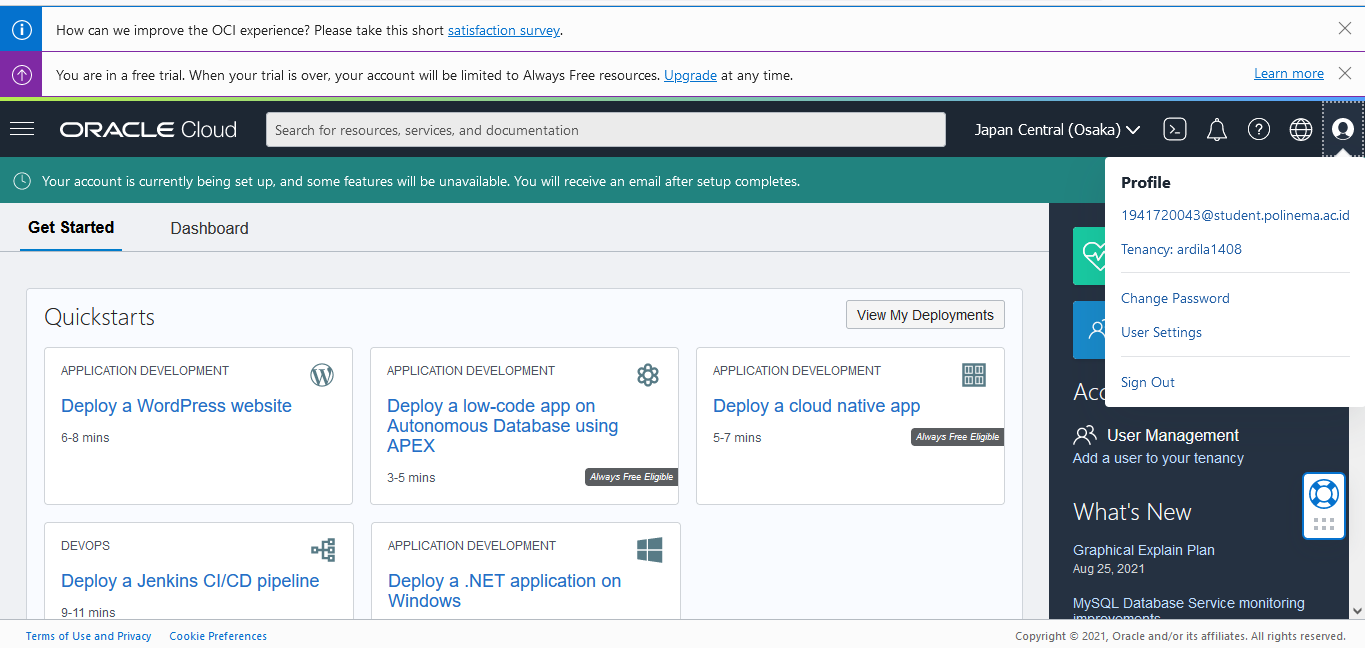 How can we improve the OCI experience? Please take this short satisfaction survey.
You are in a free trial. When your trial is over, your account will be limited to Always Free resources. Upgrade at any time.
Learn more
ORACLE Cloud
Search for resources, services, and documentation
Japan Central (Osaka)
Your account is currently being set up, and some features will be unavailable. You will receive an email after setup completes.
Profile
1941720043@student.polinema.ac.id
Tenancy: ardila1408
Change Password
User Settings
Sign Out
Get Started
Dashboard
Quickstarts
View My Deployments
APPLICATION DEVELOPMENT
Deploy a WordPress website
6-8 mins
APPLICATION DEVELOPMENT
Deploy a low-code app on
Autonomous Database using
APEX
3-5 mins
Always Free Eligible
APPLICATION DEVELOPMENT
Deploy a cloud native app
5-7 mins
Always Free Eligible
DEVOPS
Deploy a Jenkins CI/CD pipeline
9-11 mins
APPLICATION DEVELOPMENT
Deploy a .NET application on
Windows
Acc
User Management
Add a user to your tenancy
What's New
Graphical Explain Plan
Aug 25, 2021
MySQL Database Service monitoring
improvements
Terms of Use and Privacy
Cookie Preferences
Copyright © 2021, Oracle and/or its affiliates. All rights reserved.